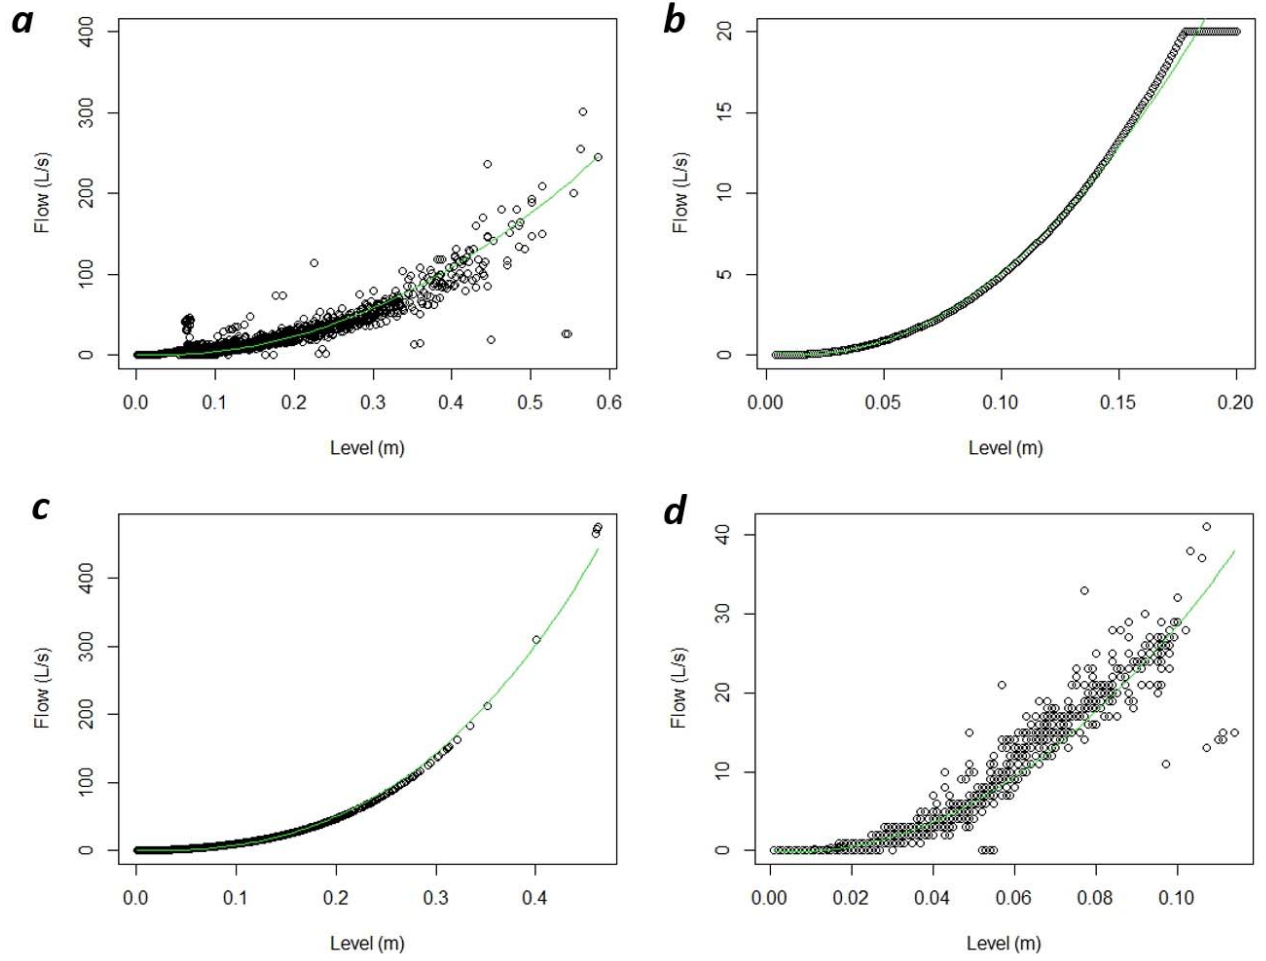 a
400
300
200
100
0
Flow (L/s)
0.0 0.1 0.2 0.3 0.4 0.5 0.6
Level (m)
b
20
15
10
5
0
Flow (L/s)
0.00 0.05 0.10 0.15 0.20
Level (m)
c
400
300
200
100
0
Flow (L/s)
0.0 0.1 0.2 0.3 0.4
Level (m)
d
40
30
20
10
0
Flow (L/s)
0.00 0.02 0.04 0.06 0.08 0.10
Level (m)